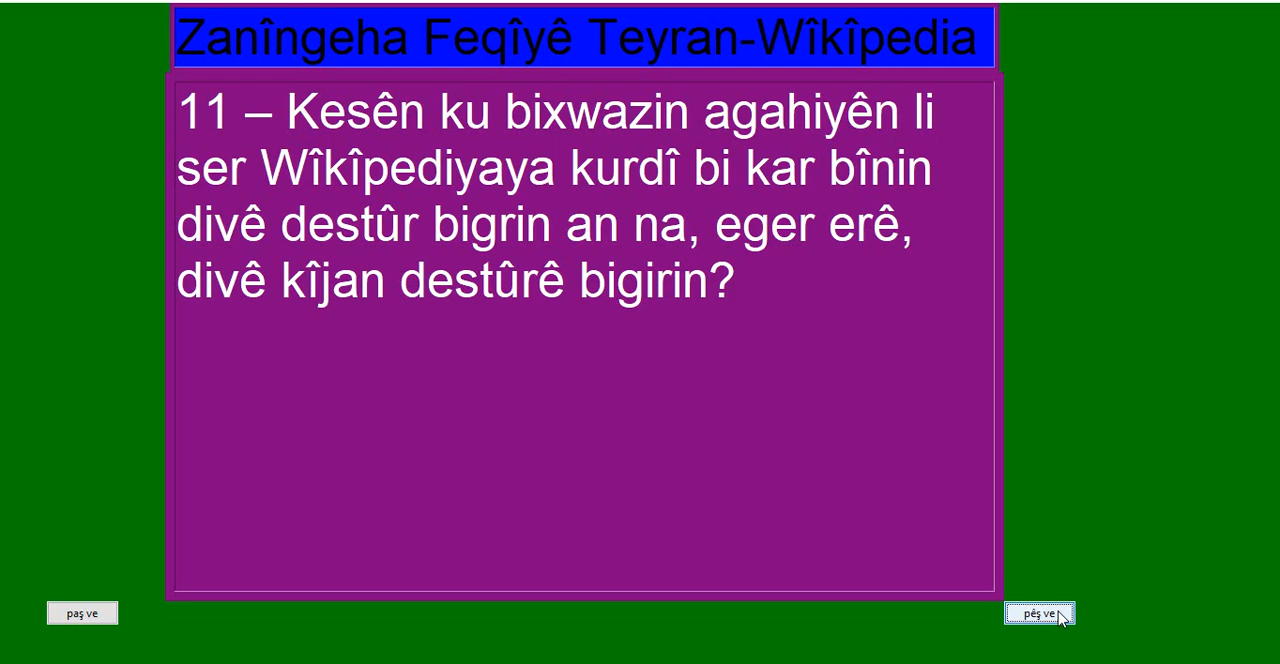 Zanîngeha Feqîyê Teyran-Wîkîpedia
11 – Kesên ku bixwazin agahiyên li
ser Wîkîpediyaya kurdî bi kar bînin
divê destûr bigrin an na, eger erê,
divê kîjan destûrê bigirin?
paş ve
pêş ve